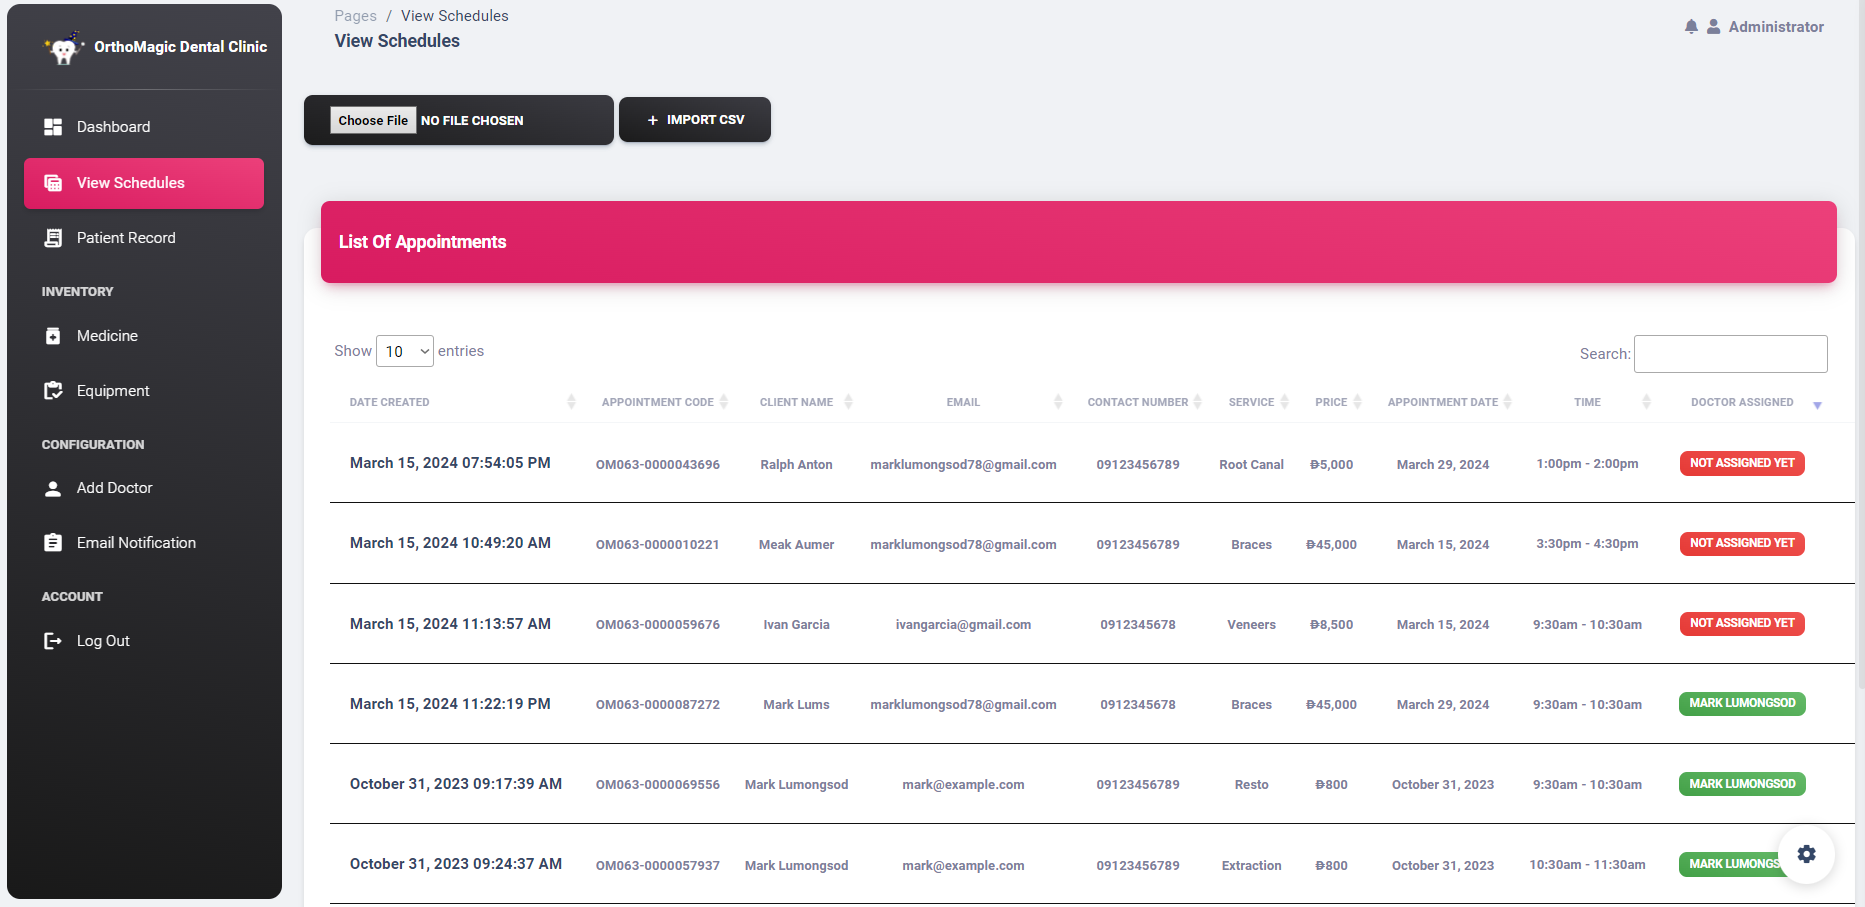 OrthoMagic Dental Clinic
Dashboard
View Schedules
Patient Record
INVENTORY
Medicine
Equipment
CONFIGURATION
Add Doctor
Email Notification
ACCOUNT
Log Out
Pages / View Schedules
View Schedules
Administrator
Choose File NO FILE CHOSEN
+ IMPORT CSV
List Of Appointments
Show 10 entries
Search:
DATE CREATED APPOINTMENT CODE CLIENT NAME EMAIL CONTACT NUMBER SERVICE PRICE APPOINTMENT DATE TIME DOCTOR ASSIGNED
March 15, 2024 07:54:05 PM OM063-0000043696 Ralph Anton marklumongsod78@gmail.com 09123456789 Root Canal ₱5,000 March 29, 2024 1:00pm - 2:00pm NOT ASSIGNED YET
March 15, 2024 10:49:20 AM OM063-0000010221 Meak Aumer marklumongsod78@gmail.com 09123456789 Braces ₱45,000 March 15, 2024 3:30pm - 4:30pm NOT ASSIGNED YET
March 15, 2024 11:13:57 AM OM063-0000059676 Ivan Garcia ivangarcia@gmail.com 0912345678 Veneers ₱8,500 March 15, 2024 9:30am - 10:30am NOT ASSIGNED YET
March 15, 2024 11:22:19 PM OM063-0000087272 Mark Lums marklumongsod78@gmail.com 0912345678 Braces ₱45,000 March 29, 2024 9:30am - 10:30am MARK LUMONGSOD
October 31, 2023 09:17:39 AM OM063-0000069556 Mark Lumongsod mark@example.com 09123456789 Resto ₱800 October 31, 2023 9:30am - 10:30am MARK LUMONGSOD
October 31, 2023 09:24:37 AM OM063-0000057937 Mark Lumongsod mark@example.com 09123456789 Extraction ₱800 October 31, 2023 10:30am - 11:30am MARK LUMONGS